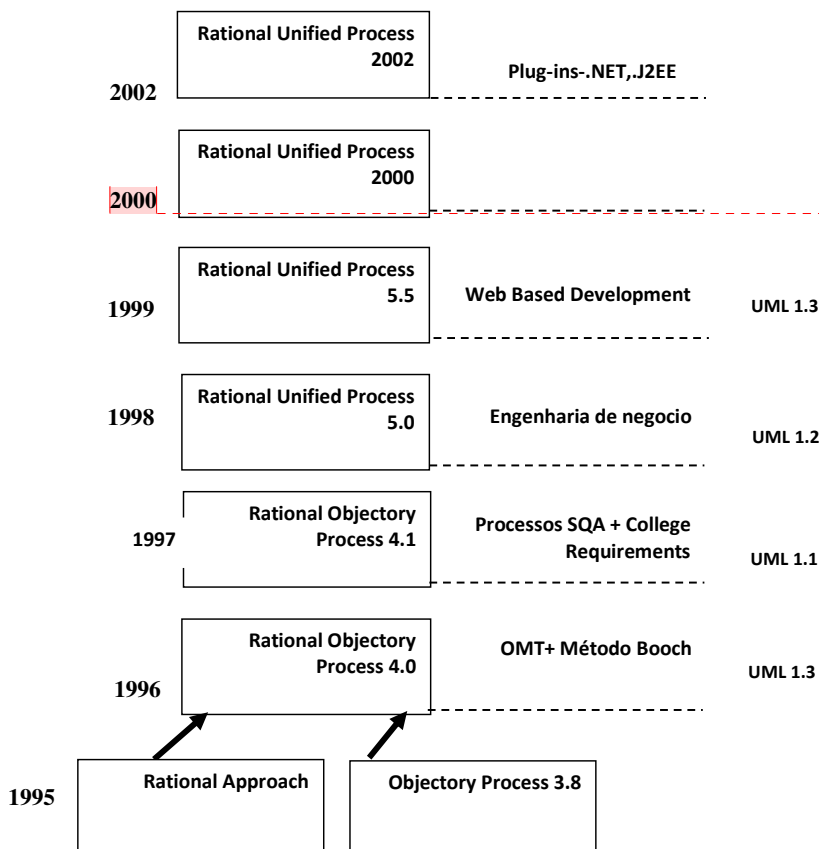 Rational Unified Process
2002
Plug-ins-.NET,.J2EE
2002
Rational Unified Process
2000
2000
Rational Unified Process
5.5
Web Based Development
UML 1.3
1999
Rational Unified Process
5.0
1998
Engenharia de negocio
UML 1.2
Rational Objectory
Process 4.1
1997
Processos SQA + College
Requirements
UML 1.1
Rational Objectory
Process 4.0
OMT+ Método Booch
UML 1.3
1996
Rational Approach
Objectory Process 3.8
1995